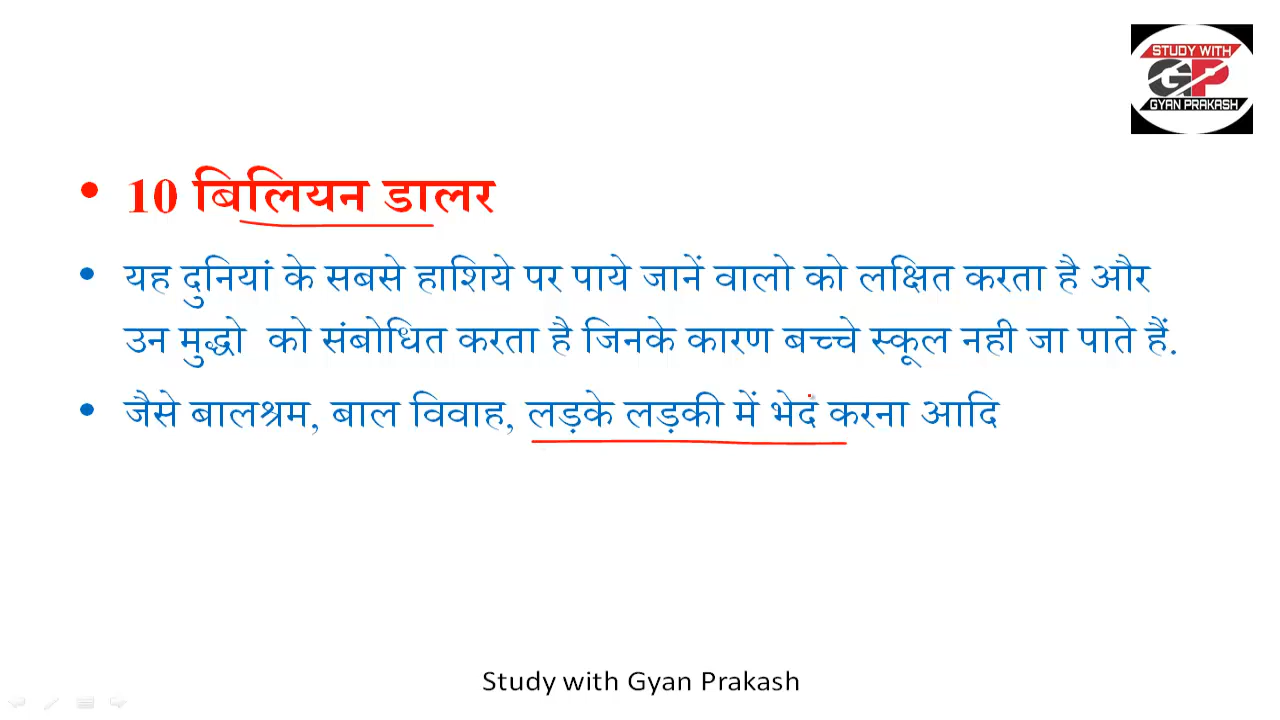 STUDY WITH
GP
GYAN PRAKASH
• 10 बिलियन डालर
• यह दुनियां के सबसे हाशिये पर पाये जानें वालो को लक्षित करता है और
उन मुद्धो को संबोधित करता है जिनके कारण बच्चे स्कूल नही जा पाते हैं.
• जैसे बालश्रम, बाल विवाह, लड़के लड़की में भेद करना आदि
Study with Gyan Prakash